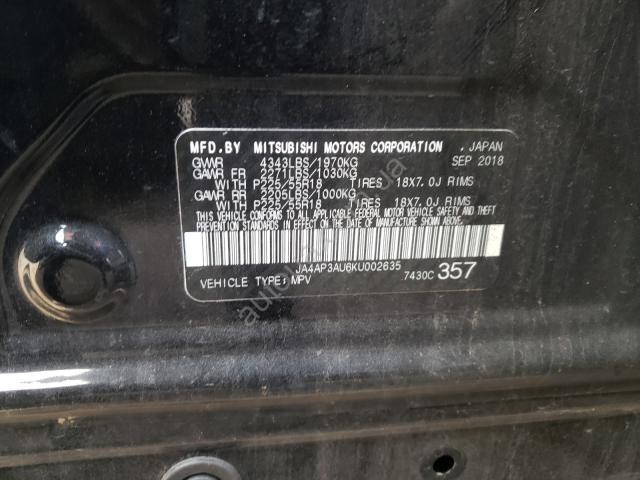 MFD.BY MITSUBISHI MOTORS CORPORATION , JAPAN
GVWR 4343LBS/1970KG SEP 2018
GAWR FR 2271LBS/1030KG
WITH P225/55R18 TIRES 18X7.0J RIMS
GAWR RR 2205LBS/1000KG
WITH P225/55R18 TIRES 18X7.0J RIMS
THIS VEHICLE CONFORMS TO ALL APPLICABLE FEDERAL MOTOR VEHICLE SAFETY AND THEFT
PREVENTION STANDARDS IN EFFECT ON THE DATE OF MANUFACTURE SHOWN ABOVE.
JA4AP3AU6KU002635
VEHICLE TYPE:MPV .7430C 357